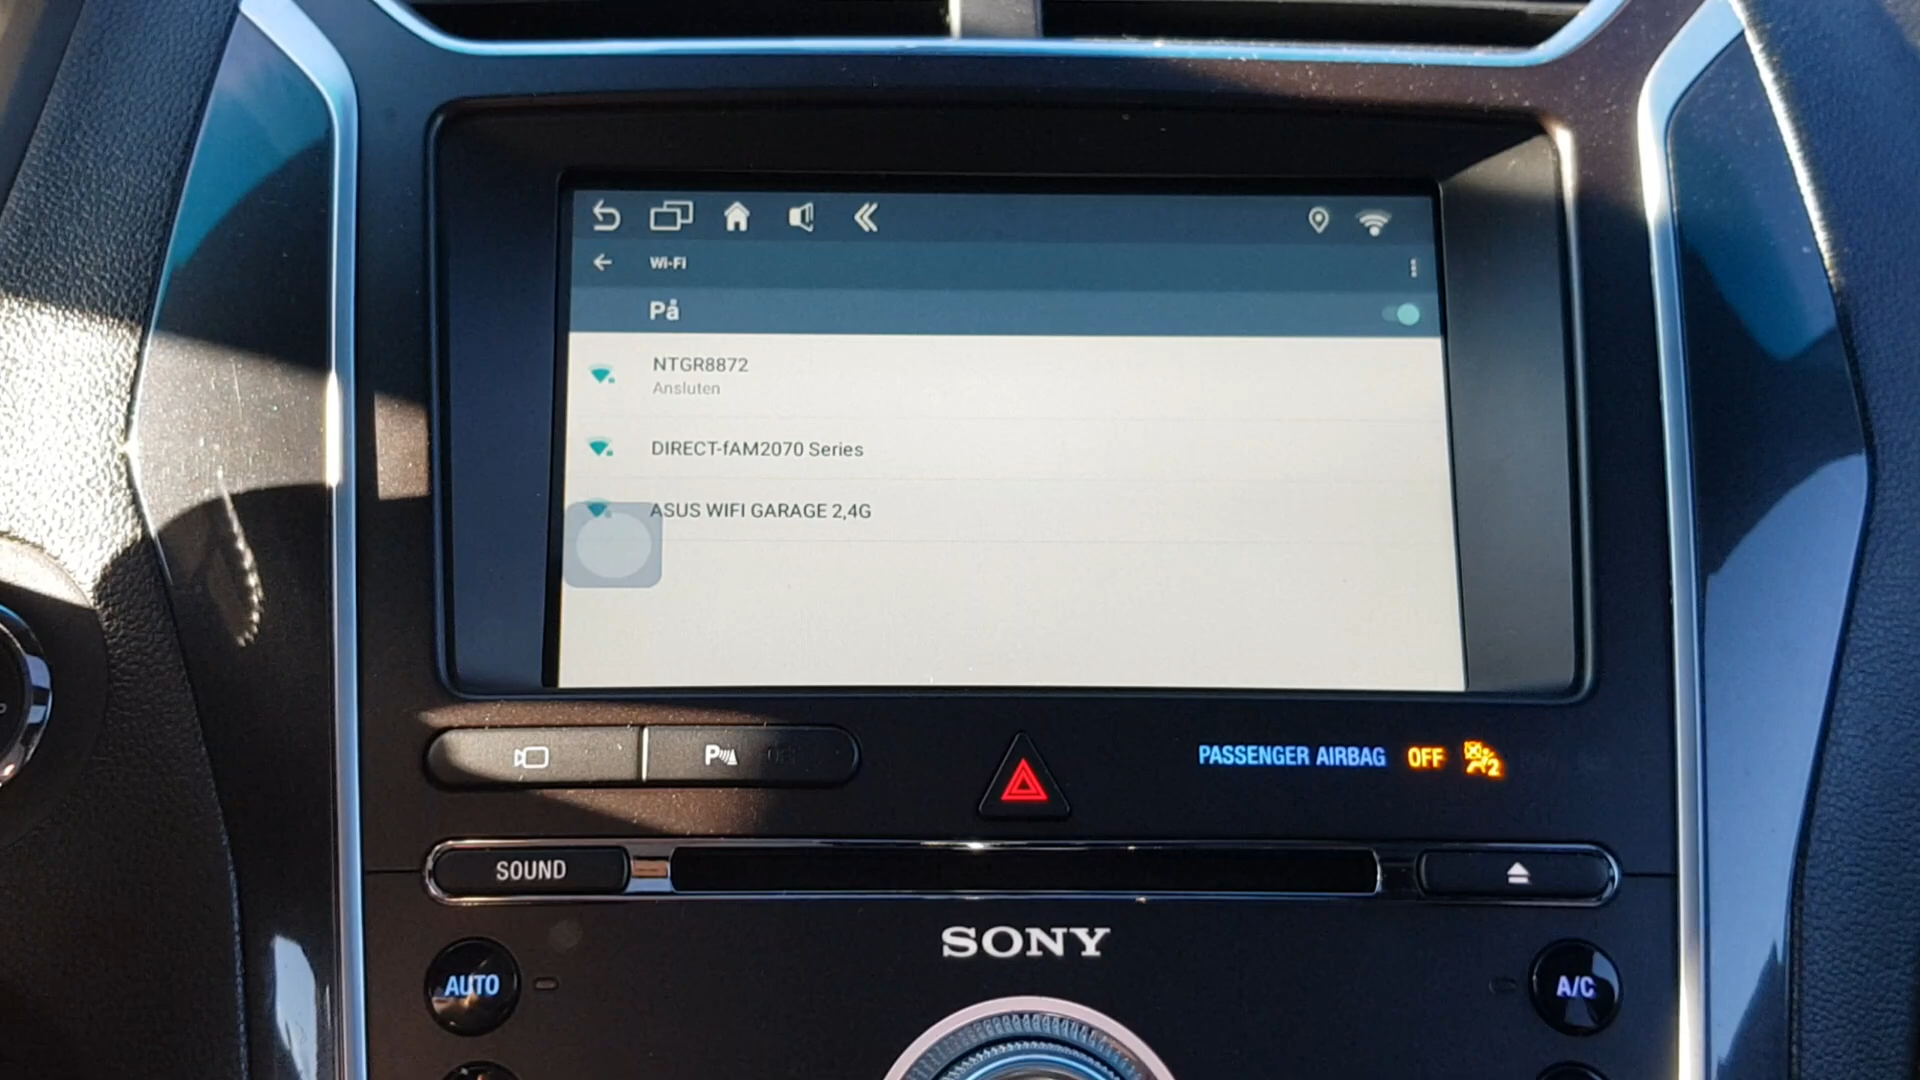 Wi-Fi
På
NTGR8872
Ansluten
DIRECT-fAM2070 Series
ASUS WIFI GARAGE 2,4G
P
PASSENGER AIRBAG OFF 2
SOUND
SONY
AUTO
A/C